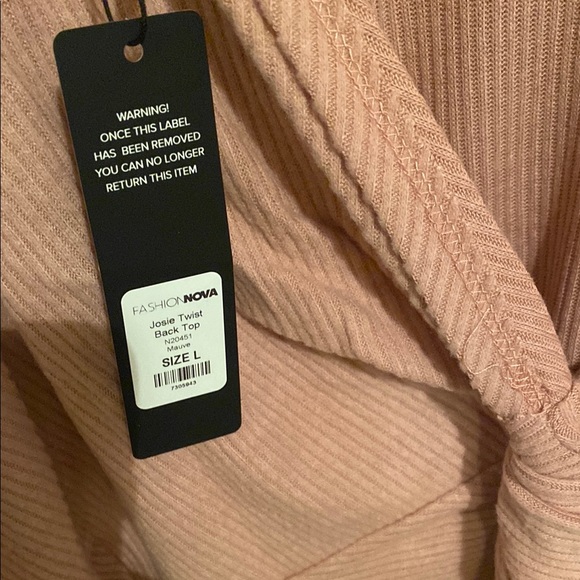 WARNING!
ONCE THIS LABEL
HAS BEEN REMOVED
YOU CAN NO LONGER
RETURN THIS ITEM
FASHIONNOVA
Josie Twist
Back Top
N20451
Mauve
SIZE L
7305843